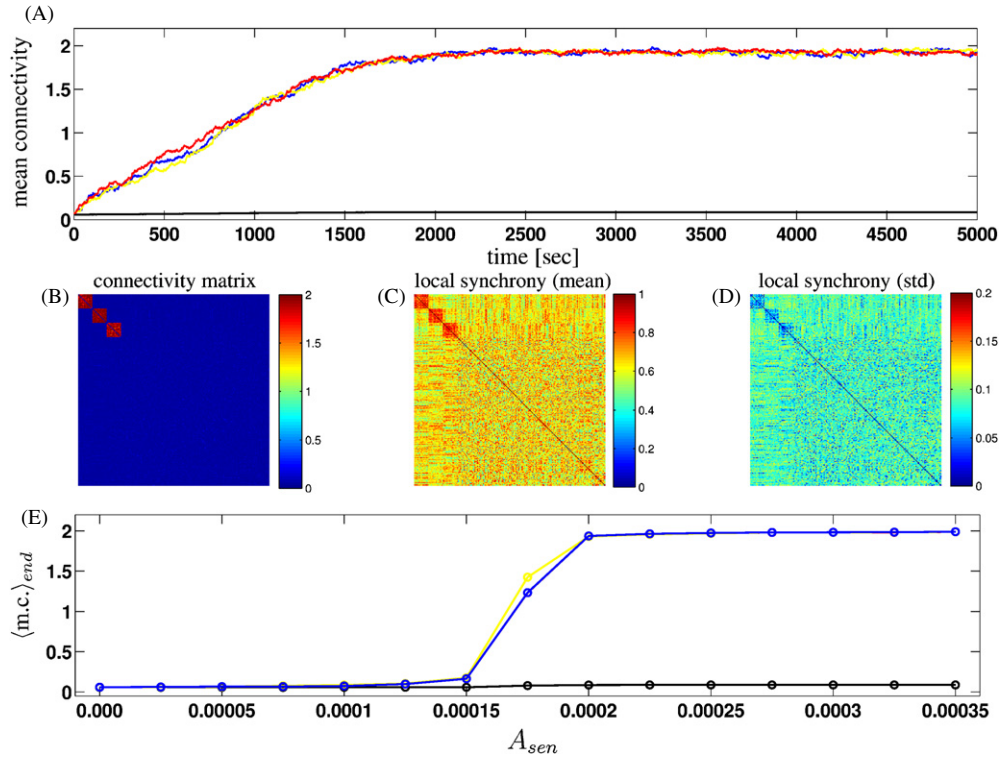 (A)
mean connectivity
2
1.5
1
0.5
0
0 500 1000 1500 2000 2500 3000 3500 4000 4500 5000
time [sec]
(B) connectivity matrix
2
1.5
1
0.5
0
(C) local synchrony (mean)
1
0.8
0.6
0.4
0.2
0
(D) local synchrony (std)
0.2
0.15
0.1
0.05
0
(E)
⟨m.c.⟩end
2
1.5
1
0.5
0
0.000 0.00005 0.0001 0.00015 0.0002 0.00025 0.0003 0.00035
Asen